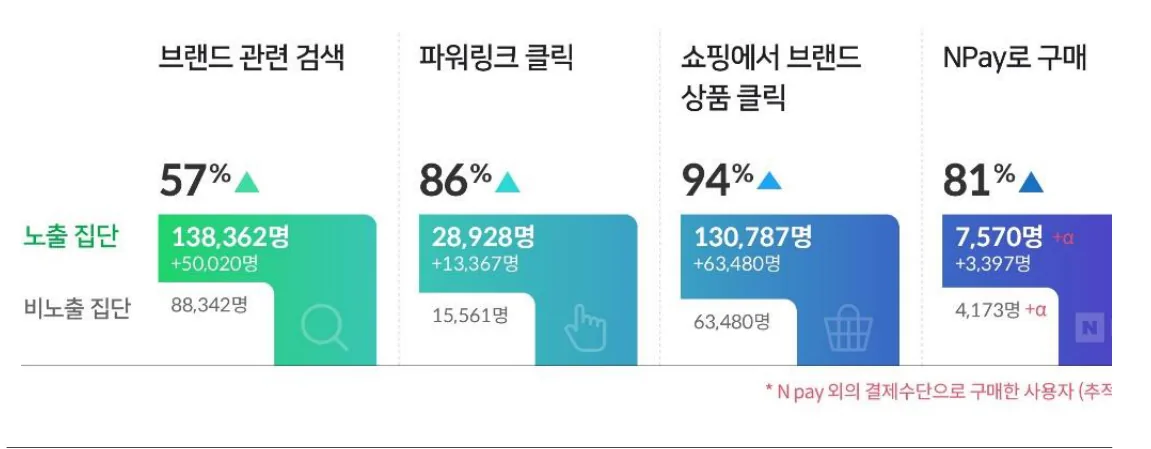 브랜드 관련 검색
파워링크 클릭
쇼핑에서 브랜드
상품 클릭
NPay로 구매
57%▲
86%▲
94%▲
81%▲
노출 집단
138,362명
+50,020명
28,928명
+13,367명
130,787명
+63,480명
7,570명 +α
+3,397명
비노출 집단
88,342명
15,561명
63,480명
4,173명 +α
N
* N pay 외의 결제수단으로 구매한 사용자 (추적